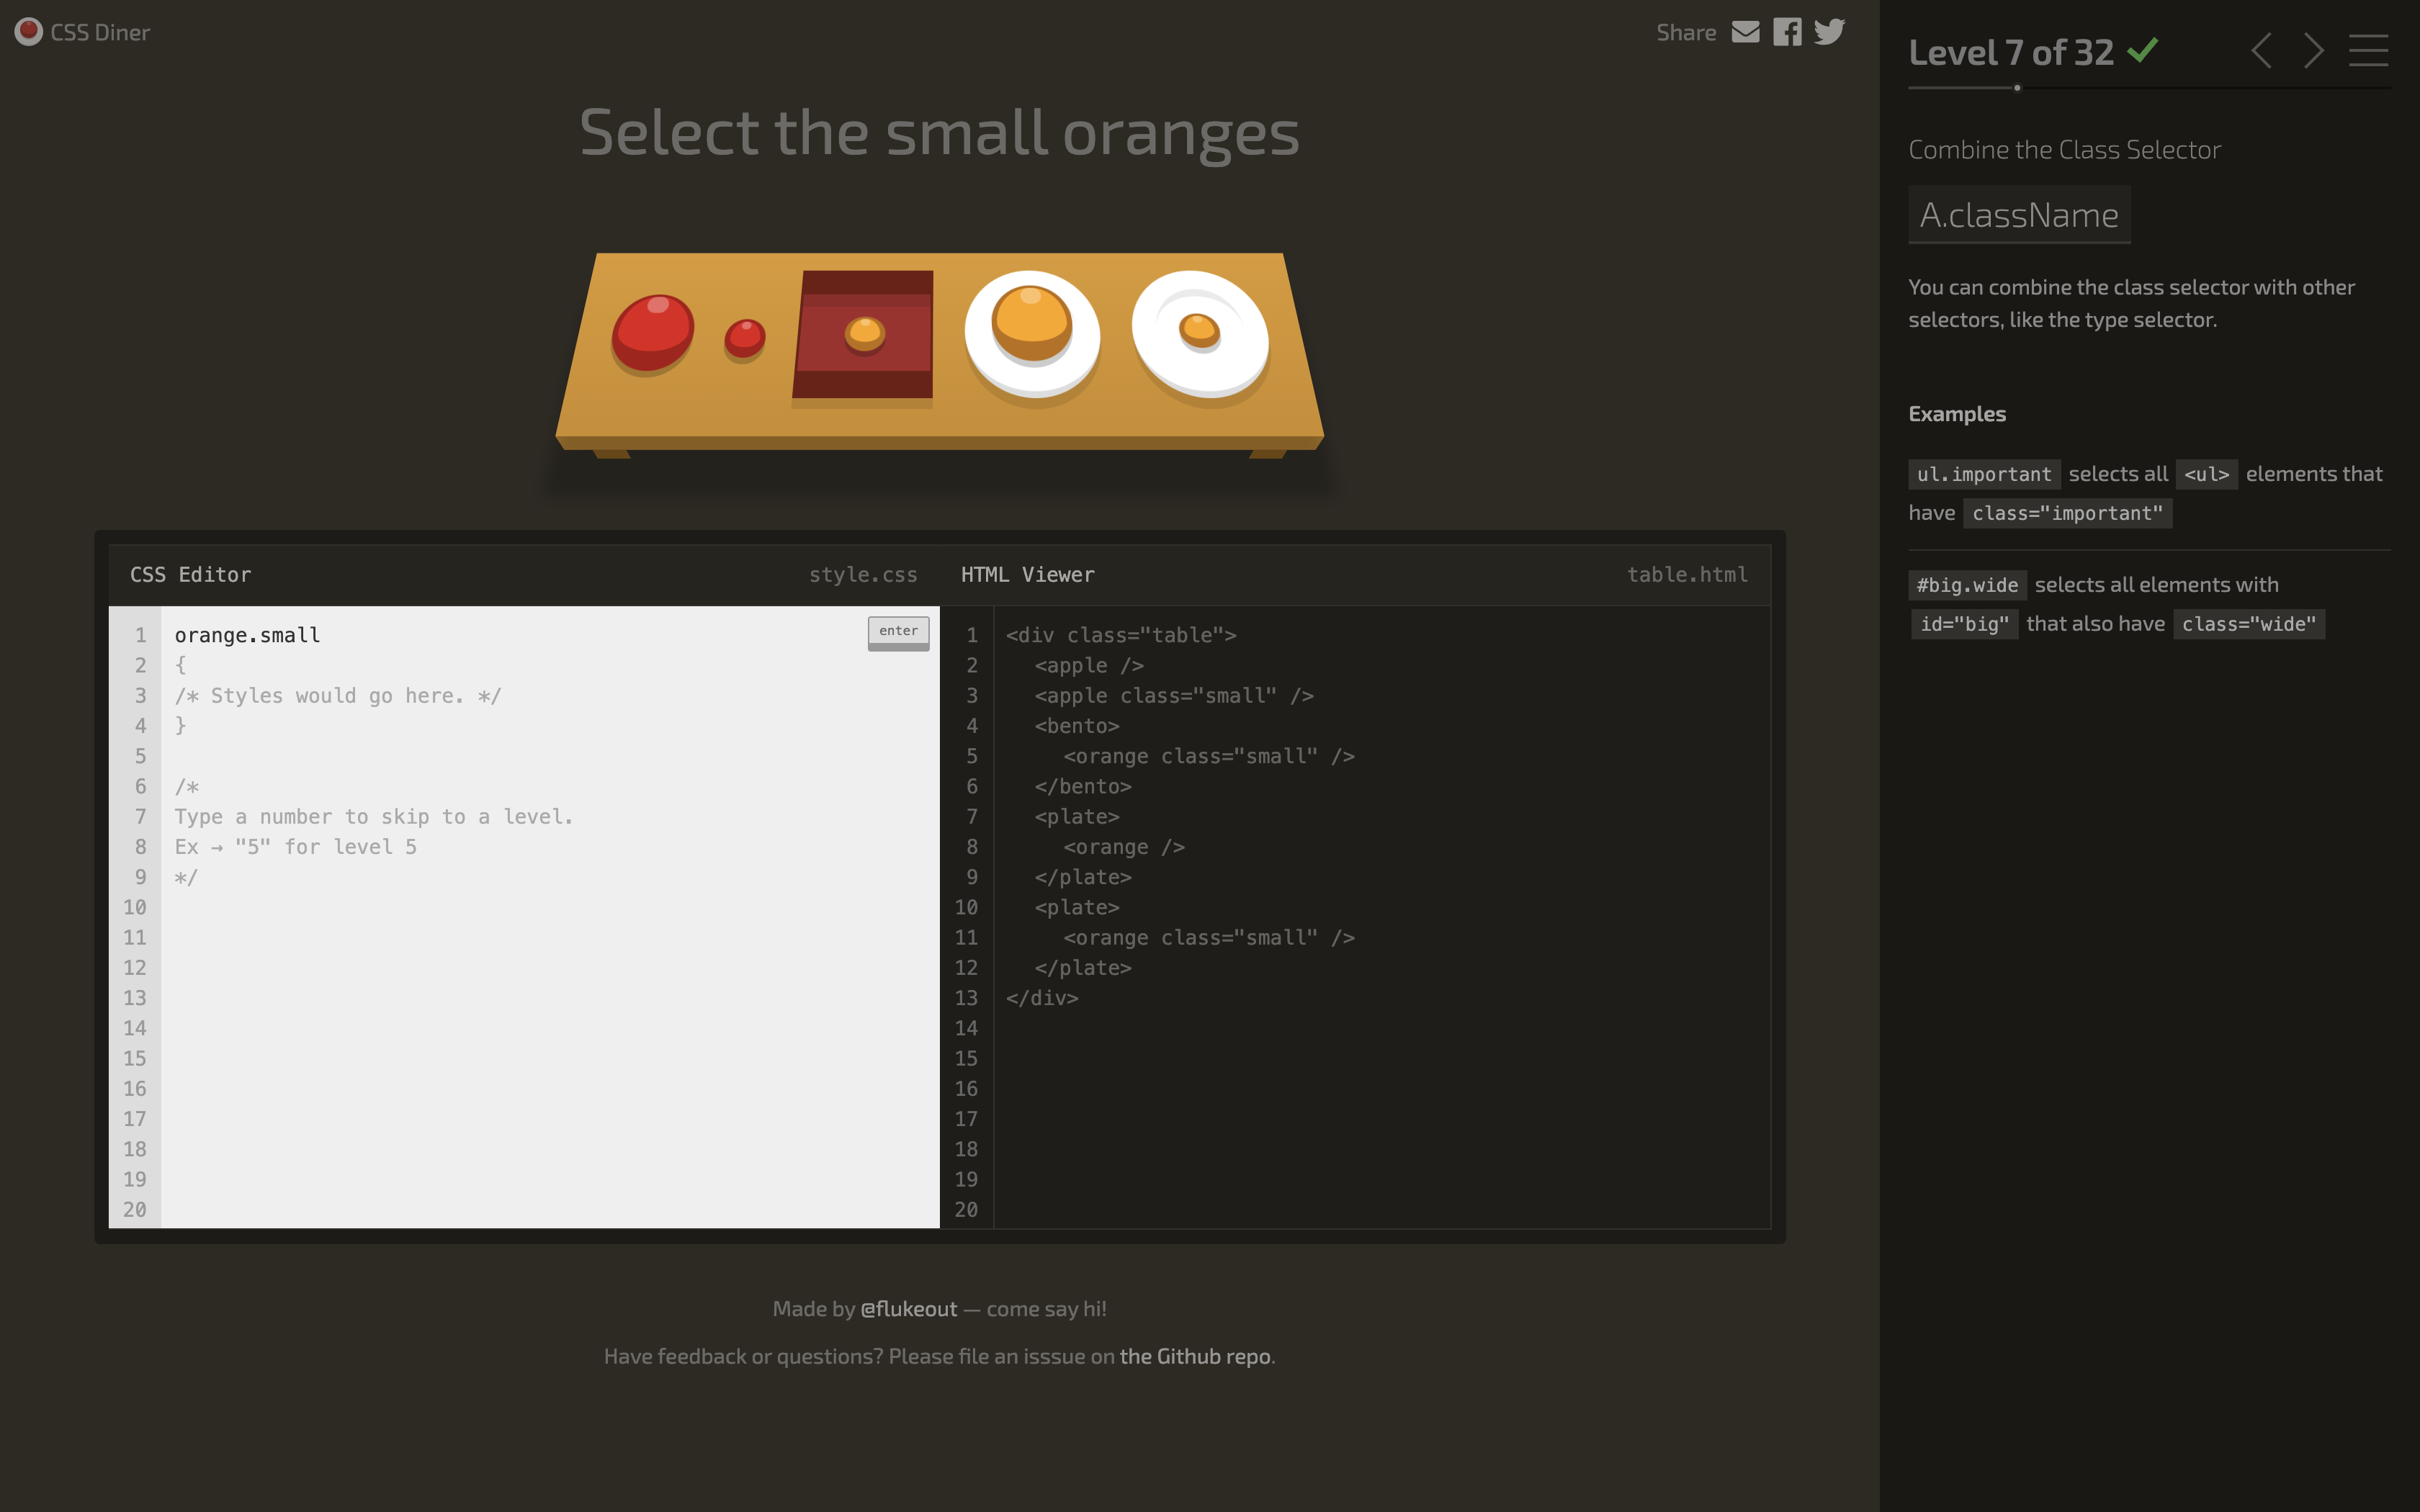 CSS Diner
Share
Select the small oranges
CSS Editor style.css
1 orange.small enter
2 {
3 /* Styles would go here. */
4 }
5
6 /*
7 Type a number to skip to a level.
8 Ex → "5" for level 5
9 */
10
11
12
13
14
15
16
17
18
19
20
HTML Viewer table.html
1 <div class="table">
2 <apple />
3 <apple class="small" />
4 <bento>
5 <orange class="small" />
6 </bento>
7 <plate>
8 <orange />
9 </plate>
10 <plate>
11 <orange class="small" />
12 </plate>
13 </div>
14
15
16
17
18
19
20
Made by @flukeout — come say hi!
Have feedback or questions? Please file an isssue on the Github repo.
Level 7 of 32
Combine the Class Selector
A.className
You can combine the class selector with other
selectors, like the type selector.
Examples
ul.important selects all <ul> elements that
have class="important"
#big.wide selects all elements with
id="big" that also have class="wide"